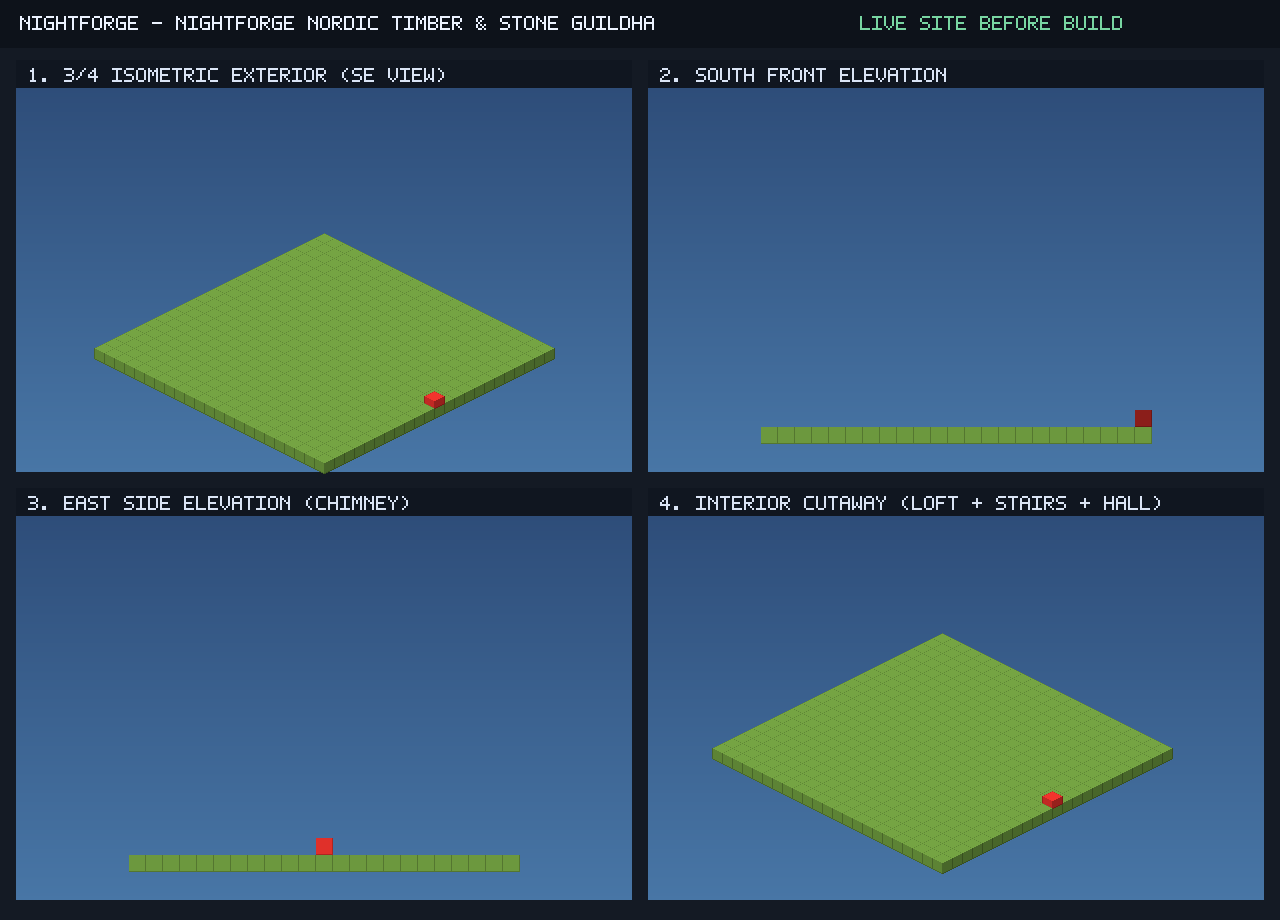 NIGHTFORGE - NIGHTFORGE NORDIC TIMBER & STONE GUILDHA
LIVE SITE BEFORE BUILD
1. 3/4 ISOMETRIC EXTERIOR (SE VIEW)
2. SOUTH FRONT ELEVATION
3. EAST SIDE ELEVATION (CHIMNEY)
4. INTERIOR CUTAWAY (LOFT + STAIRS + HALL)